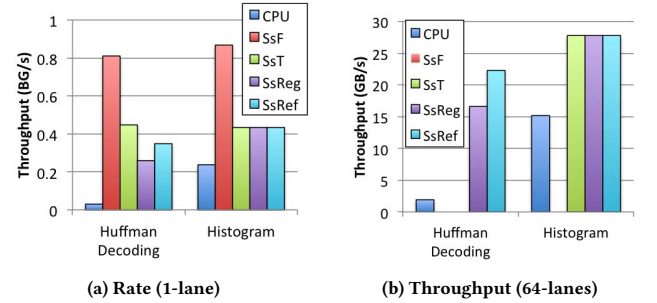 1
0.8
0.6
0.4
0.2
0
Throughput (BG/s)
CPU
SsF
SsT
SsReg
SsRef
Huffman
Decoding
Histogram
(a) Rate (1-lane)
30
25
20
15
10
5
0
Throughput (GB/s)
CPU
SsF
SsT
SsReg
SsRef
Huffman
Decoding
Histogram
(b) Throughput (64-lanes)